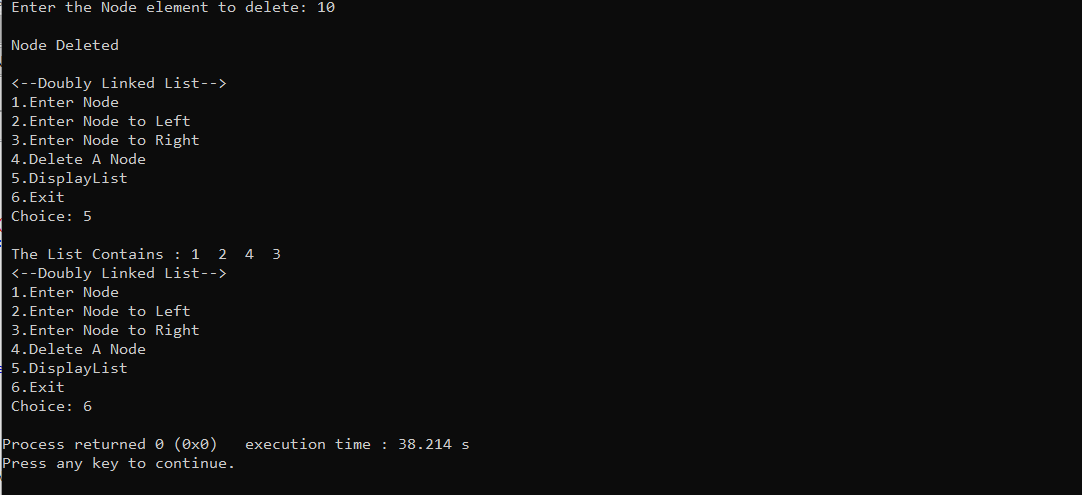 Enter the Node element to delete: 10
Node Deleted
<--Doubly Linked List-->
1.Enter Node
2.Enter Node to Left
3.Enter Node to Right
4.Delete A Node
5.DisplayList
6.Exit
Choice: 5
The List Contains : 1  2  4  3
<--Doubly Linked List-->
1.Enter Node
2.Enter Node to Left
3.Enter Node to Right
4.Delete A Node
5.DisplayList
6.Exit
Choice: 6
Process returned 0 (0x0)   execution time : 38.214 s
Press any key to continue.